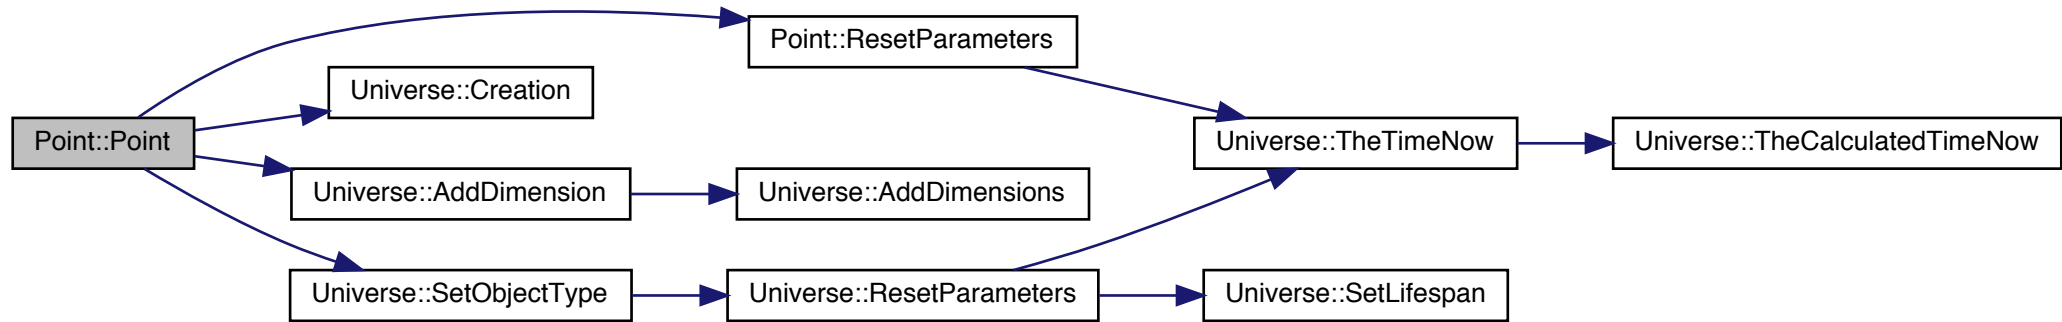 Point::ResetParameters
Universe::Creation
Point::Point
Universe::TheTimeNow
Universe::TheCalculatedTimeNow
Universe::AddDimension
Universe::AddDimensions
Universe::SetObjectType
Universe::ResetParameters
Universe::SetLifespan